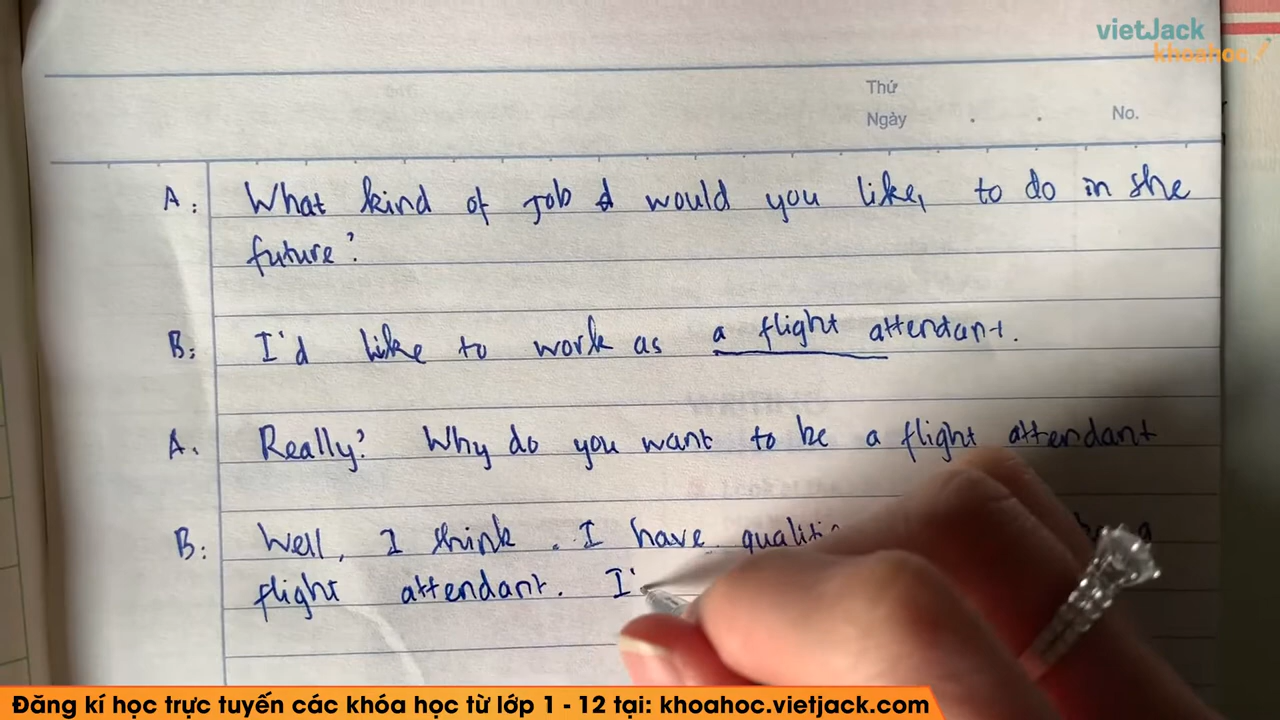 vietJack
khoahoc
Thứ
Ngày . . No.
A: What kind of job would you like, to do in the
future?
B: I'd like to work as a flight attendant.
A. Really? Why do you want to be a flight attendant
B: Well, I think . I have
flight attendant. I'
Đăng kí học trực tuyến các khóa học từ lớp 1 - 12 tại: khoahoc.vietjack.com